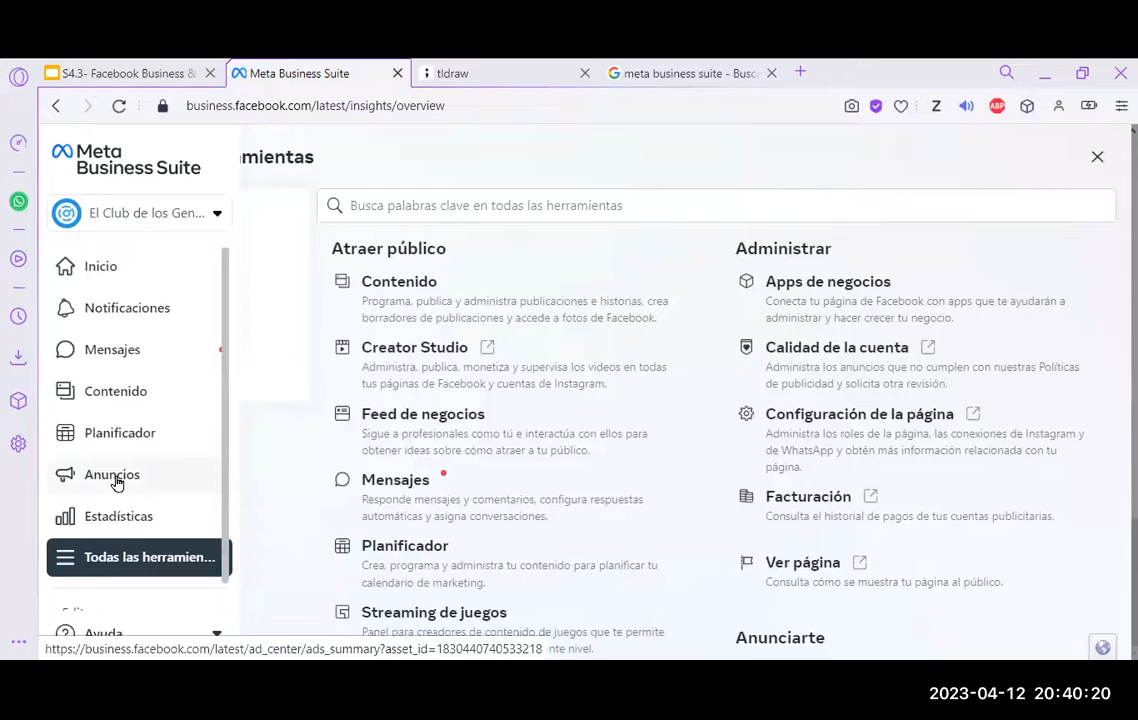 S4.3- Facebook Business &
Meta Business Suite
tldraw
meta business suite - Busc
business.facebook.com/latest/insights/overview
Z
ABP
Meta
Business Suite
El Club de los Gen...
Inicio
Notificaciones
Mensajes
Contenido
Planificador
Anuncios
Estadísticas
Todas las herramien...
Ayuda
mientas
Busca palabras clave en todas las herramientas
Atraer público
Contenido
Programa, publica y administra publicaciones e historias, crea
borradores de publicaciones y accede a fotos de Facebook.
Creator Studio
Administra, publica, monetiza y supervisa los videos en todas
tus páginas de Facebook y cuentas de Instagram.
Feed de negocios
Sigue a profesionales como tú e interactúa con ellos para
obtener ideas sobre cómo atraer a tu público.
Mensajes
Responde mensajes y comentarios, configura respuestas
automáticas y asigna conversaciones.
Planificador
Crea, programa y administra tu contenido para planificar tu
calendario de marketing.
Streaming de juegos
Panel para creadores de contenido de juegos que te permite
nte nivel.
Administrar
Apps de negocios
Conecta tu página de Facebook con apps que te ayudarán a
administrar y hacer crecer tu negocio.
Calidad de la cuenta
Administra los anuncios que no cumplen con nuestras Políticas
de publicidad y solicita otra revisión.
Configuración de la página
Administra los roles de la página, las conexiones de Instagram y
de WhatsApp y obtén más información relacionada con tu
página.
Facturación
Consulta el historial de pagos de tus cuentas publicitarias.
Ver página
Consulta cómo se muestra tu página al público.
Anunciarte
https://business.facebook.com/latest/ad_center/ads_summary?asset_id=1830440740533218
2023-04-12 20:40:20